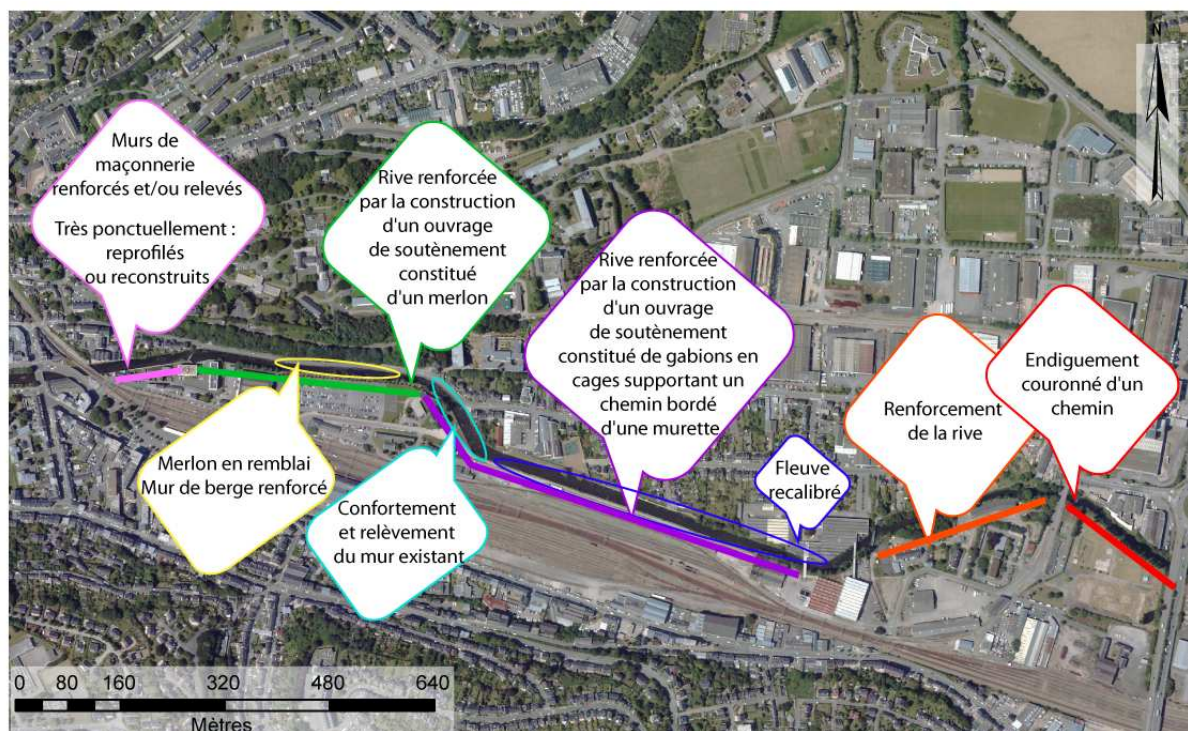 N
Murs de
maçonnerie
renforcés et/ou relevés
Très ponctuellement :
reprofilés
ou reconstruits
Rive renforcée
par la construction
d'un ouvrage
de soutènement
constitué
d'un merlon
Rive renforcée
par la construction
d'un ouvrage
de soutènement
constitué de gabions en
cages supportant un
chemin bordé
d'une murette
Endiguement
couronné d'un
chemin
Renforcement
de la rive
Merlon en remblai
Mur de berge renforcé
Fleuve
recalibré
Confortement
et relèvement
du mur existant
0 80 160 320 480 640
Mètres